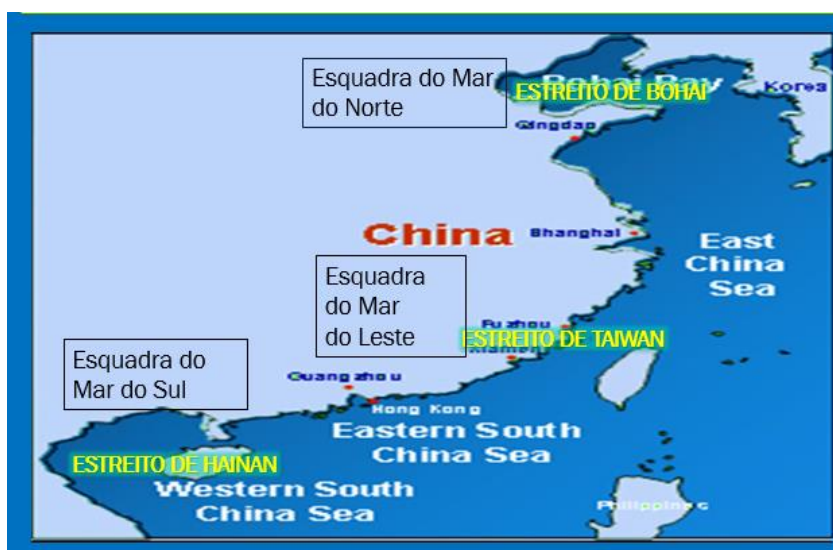 Esquadra do Mar
do Norte
Bohai Bay
ESTREITO DE BOHAI
Korea
Qingdao
China
Shanghai
East
China
Sea
Esquadra
do Mar
do Leste
Fuzhou
ESTREITO DE TAIWAN
Esquadra do
Mar do Sul
Guangzhou
Hong Kong
Eastern South
China Sea
ESTREITO DE HAINAN
Western South
China Sea
Philippines